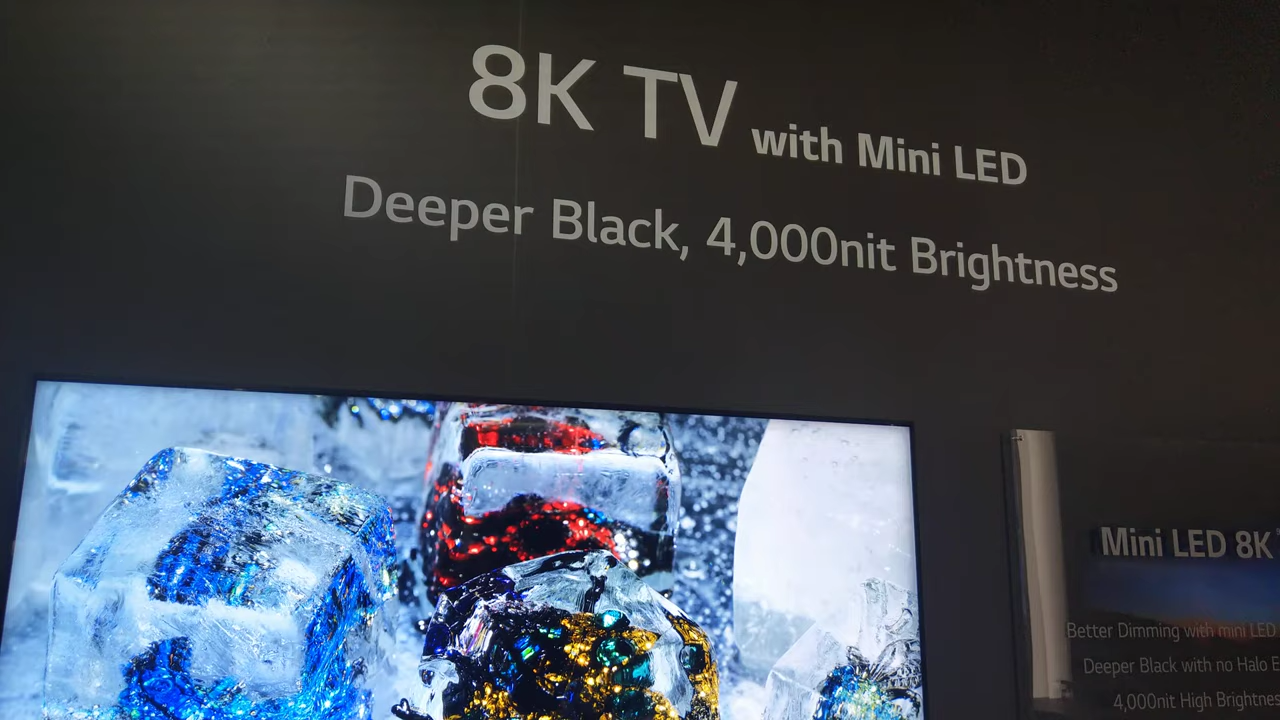 8K TV with Mini LED
Deeper Black, 4,000nit Brightness
Mini LED 8K
Better Dimming with mini LED
Deeper Black with no Halo
4,000nit High Brightness